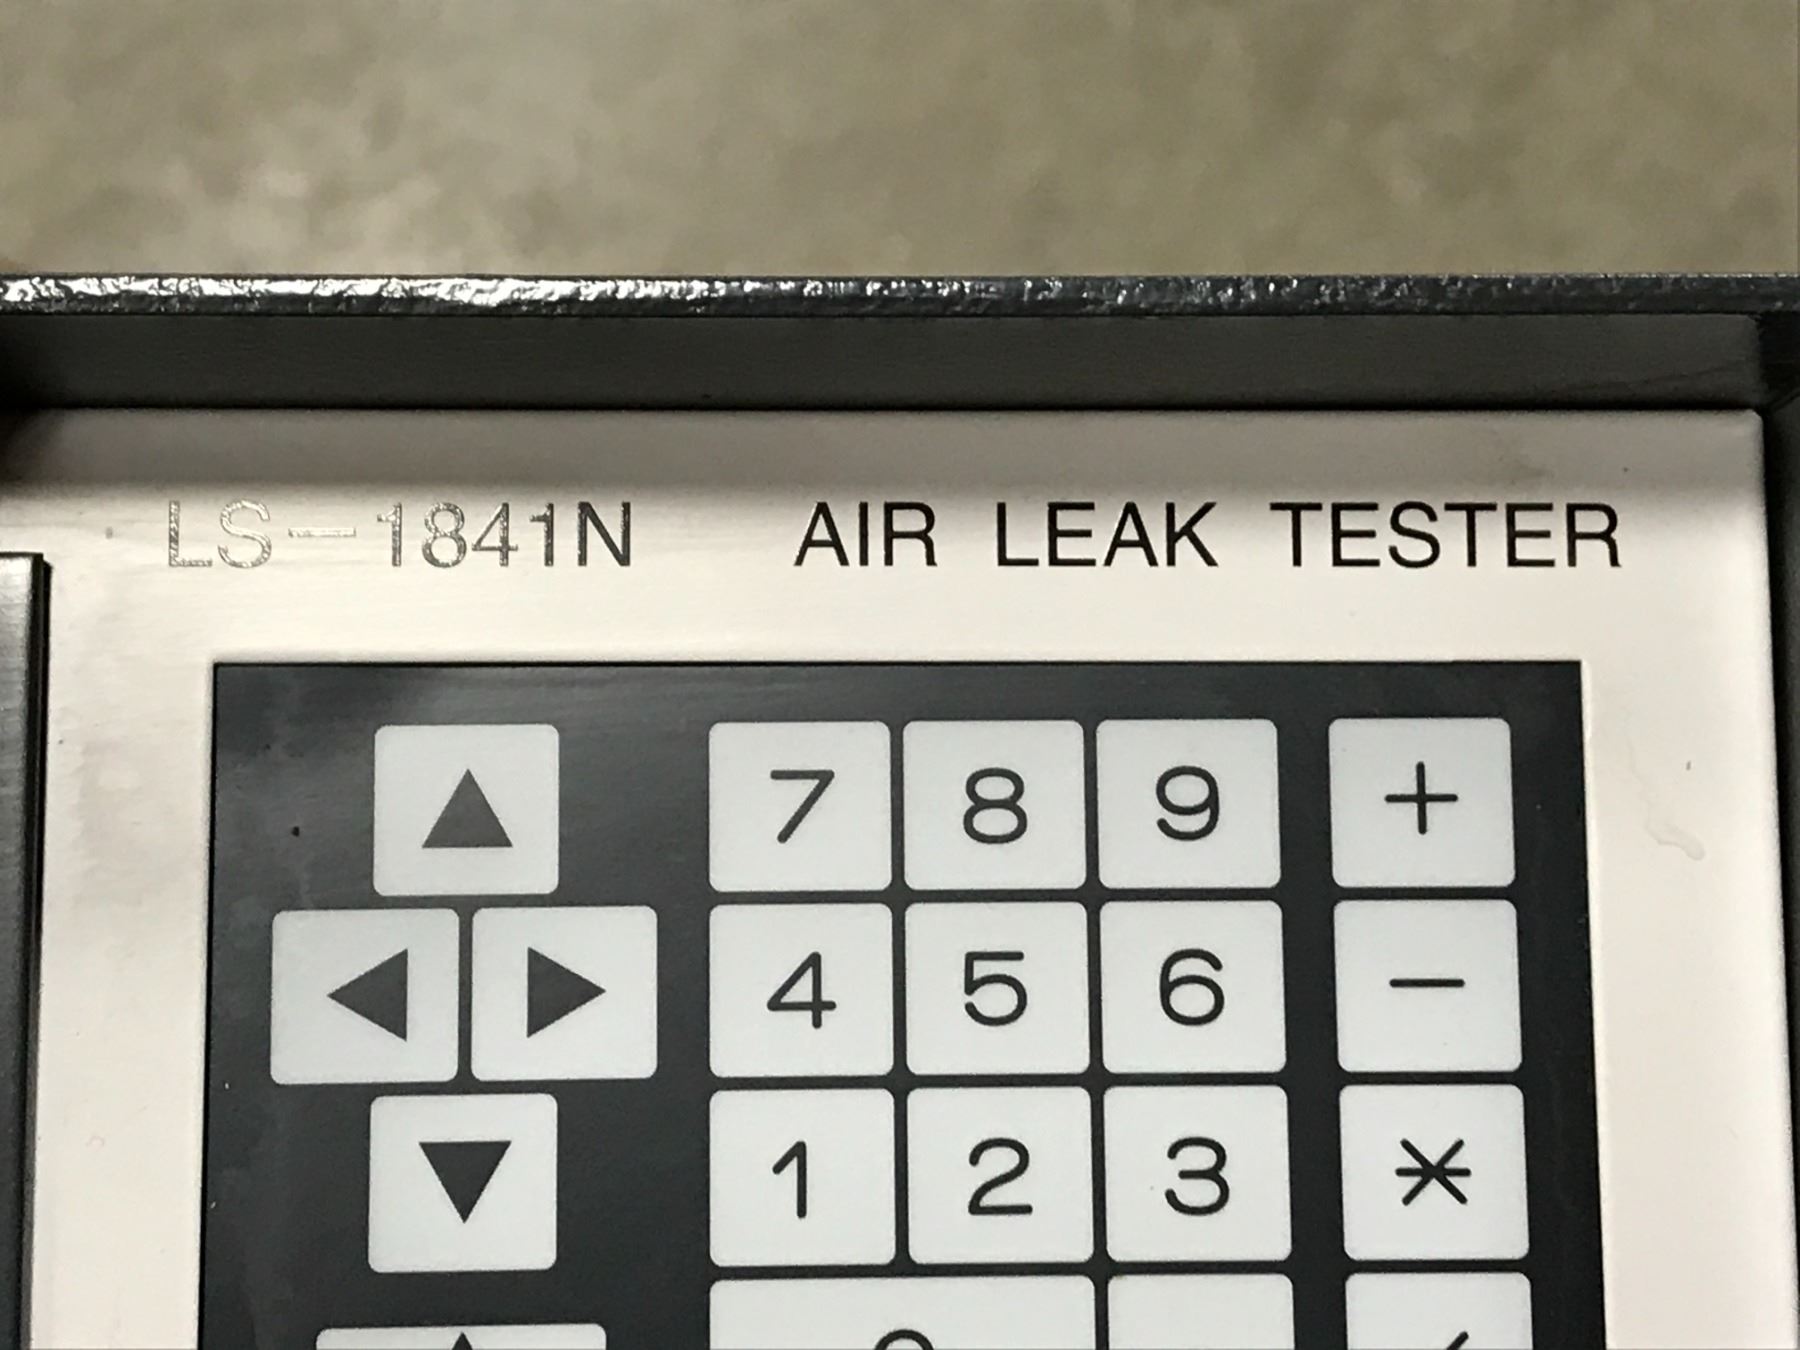 LS-1841N AIR LEAK TESTER
▲ 7 8 9 +
◀ ▶ 4 5 6 -
▼ 1 2 3 *